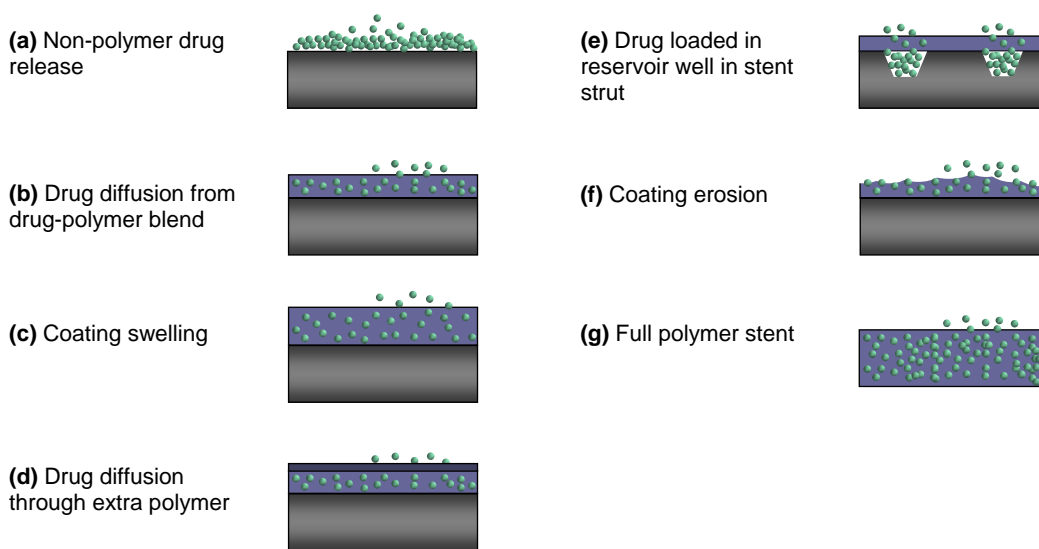 (a) Non-polymer drug
release
(b) Drug diffusion from
drug-polymer blend
(c) Coating swelling
(d) Drug diffusion
through extra polymer
(e) Drug loaded in
reservoir well in stent
strut
(f) Coating erosion
(g) Full polymer stent